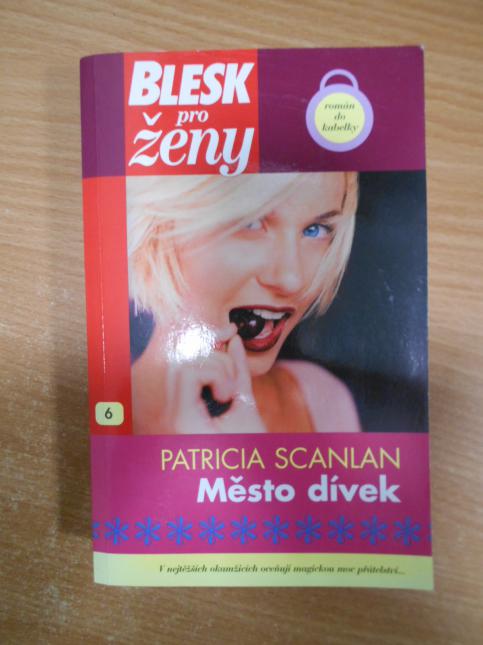 BLESK
pro
ženy
román
do
kabelky
6
PATRICIA SCANLAN
Město dívek
V nejtěžších okamžicích oceňují magickou moc přátelství...